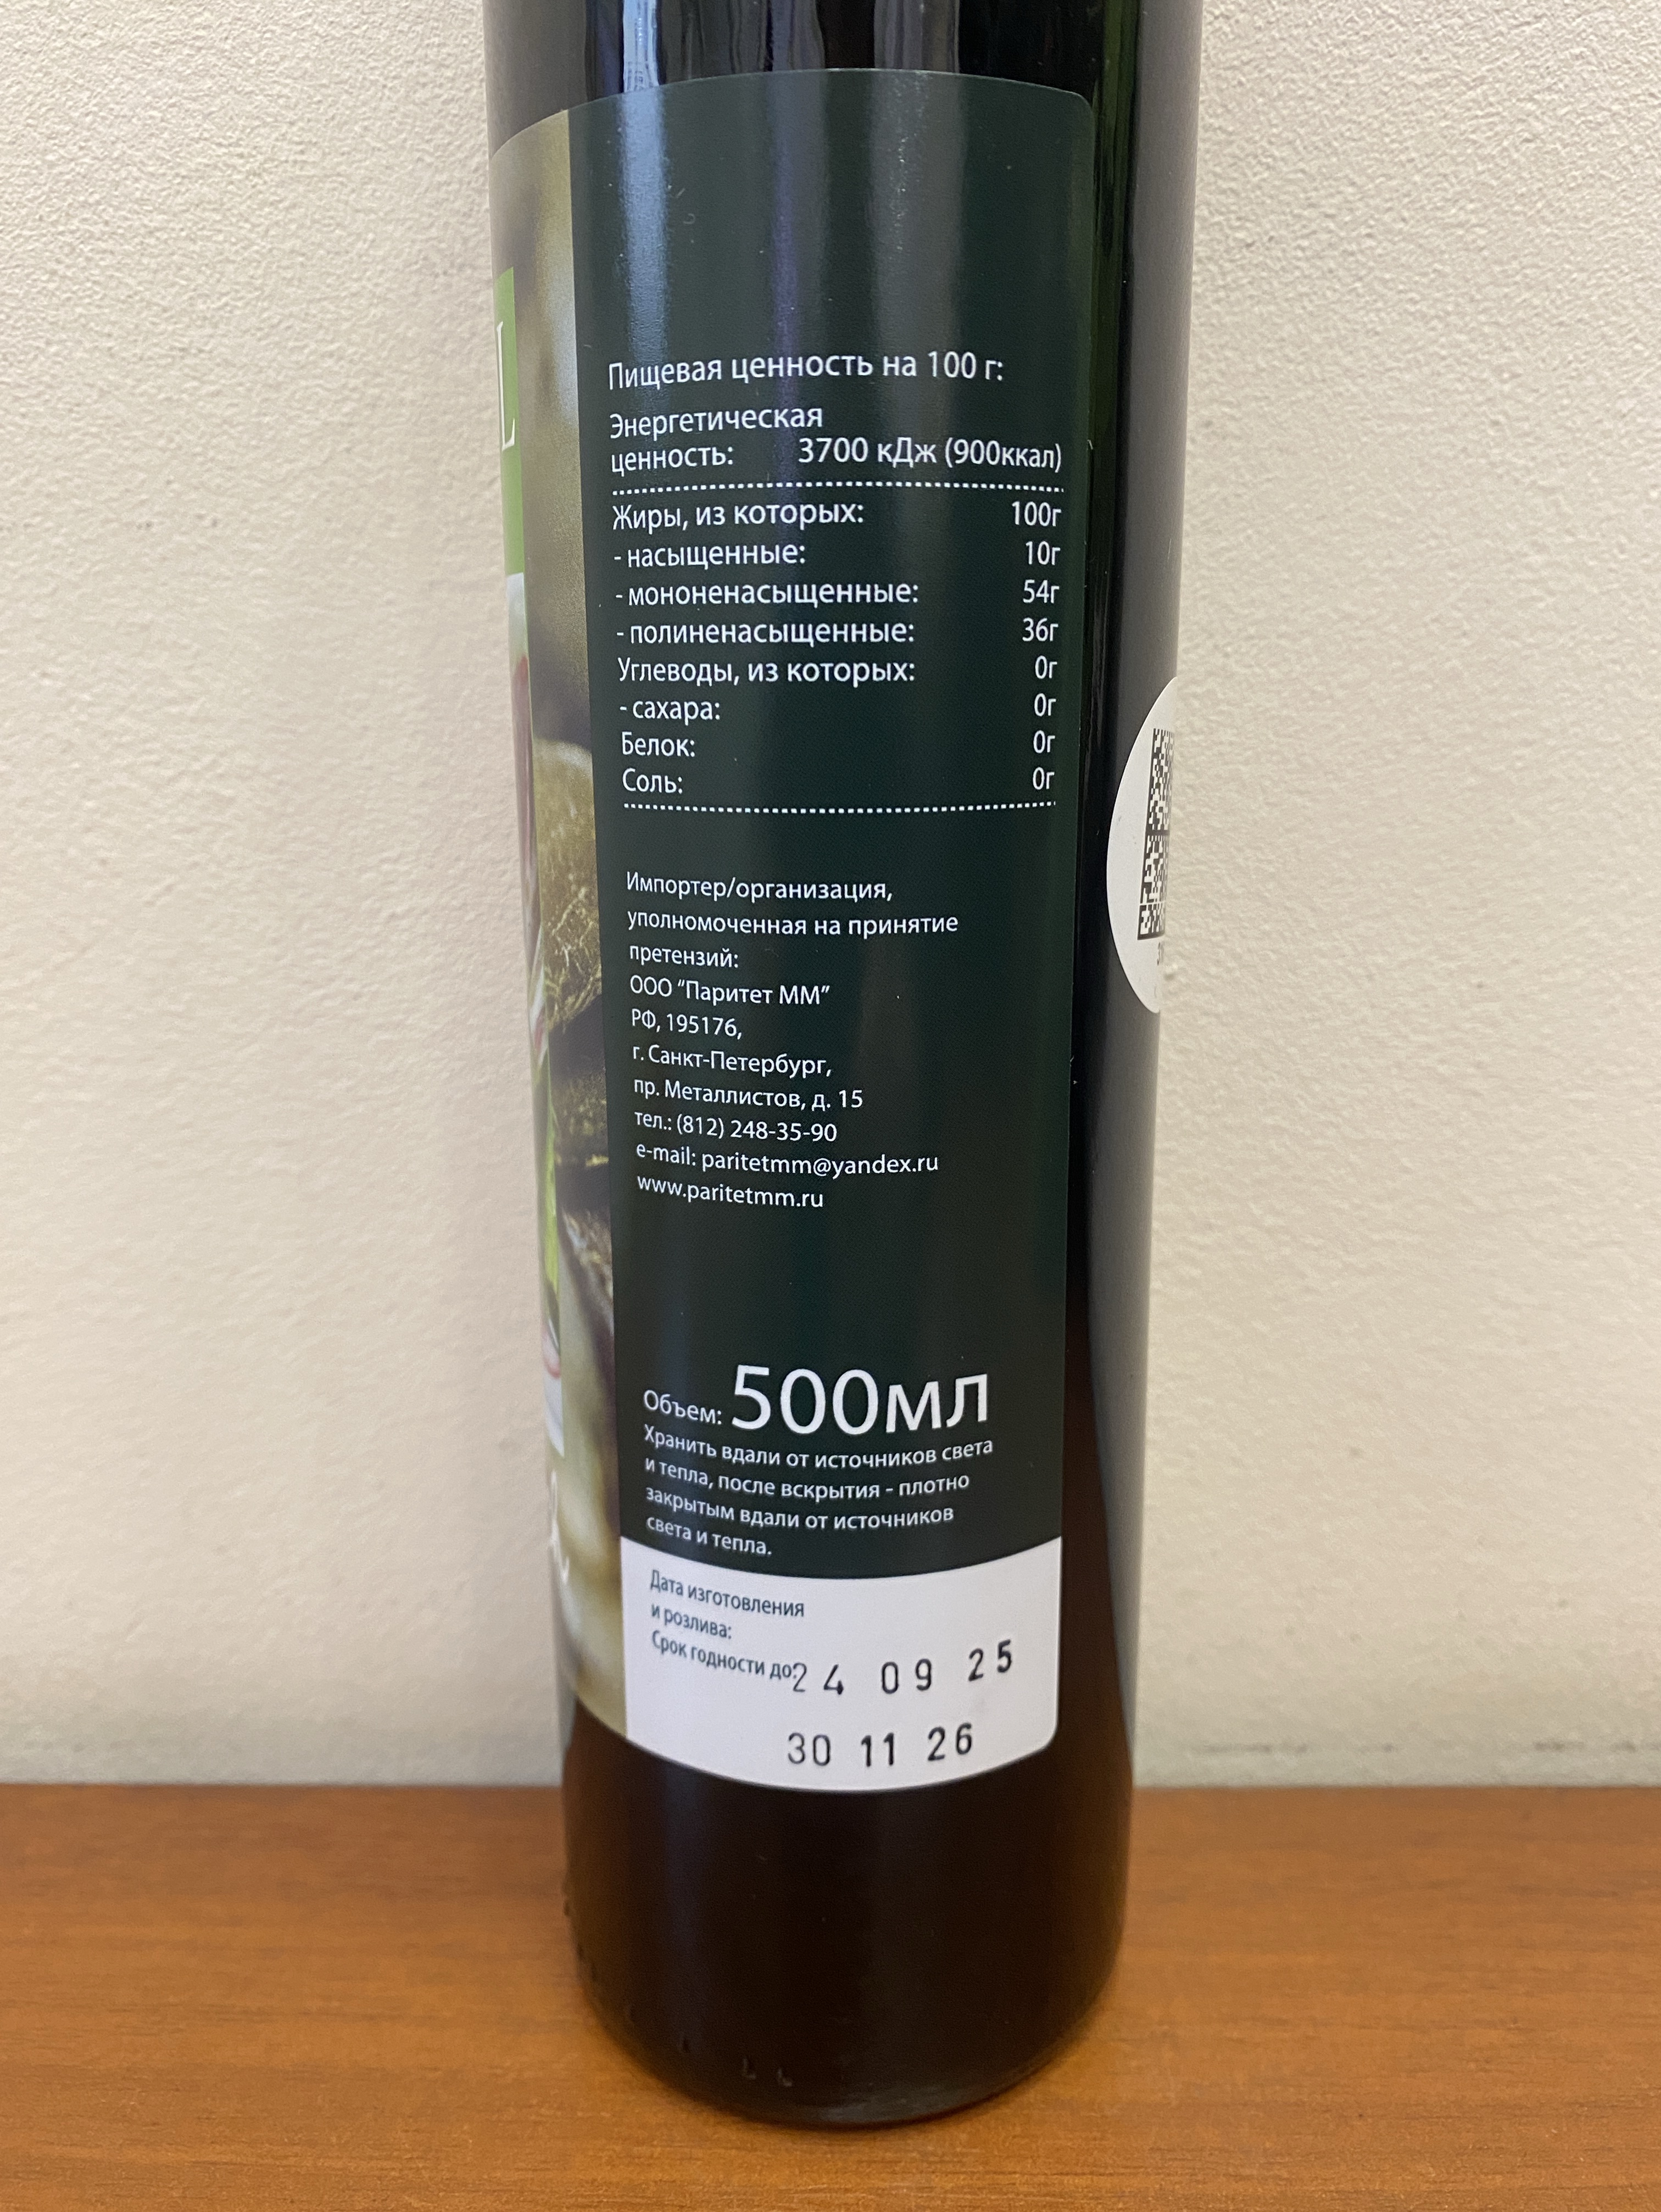 L
Пищевая ценность на 100 г:
Энергетическая
ценность: 3700 кДж (900ккал)
Жиры, из которых: 100г
- насыщенные: 10г
- мононенасыщенные: 54г
- полиненасыщенные: 36г
Углеводы, из которых: 0г
- сахара: 0г
Белок: 0г
Соль: 0г
Импортер/организация,
уполномоченная на принятие
претензий:
ООО "Паритет ММ"
РФ, 195176,
г. Санкт-Петербург,
пр. Металлистов, д. 15
тел.: (812) 248-35-90
e-mail: paritetmm@yandex.ru
www.paritetmm.ru
Объем: 500мл
Хранить вдали от источников света
и тепла, после вскрытия - плотно
закрытым вдали от источников
света и тепла.
Дата изготовления
и розлива:
Срок годности до:
24 09 25
30 11 26